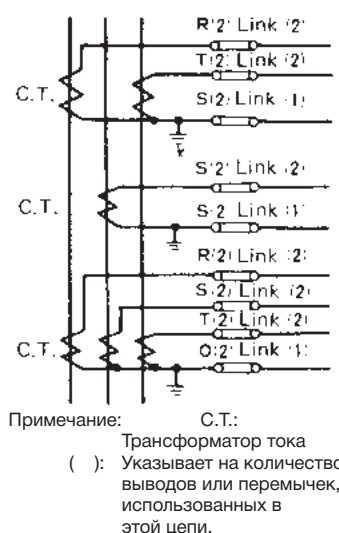 R(2) Link (2)
T(2) Link (2)
C.T.
S(2) Link (1)
S(2) Link (2)
C.T.
S(2) Link (1)
R(2) Link (2)
S(2) Link (2)
T(2) Link (2)
C.T.
O(2) Link (1)
Примечание: С.Т.:
Трансформатор тока
( ): Указывает на количество
выводов или перемычек,
использованных в
этой цепи.